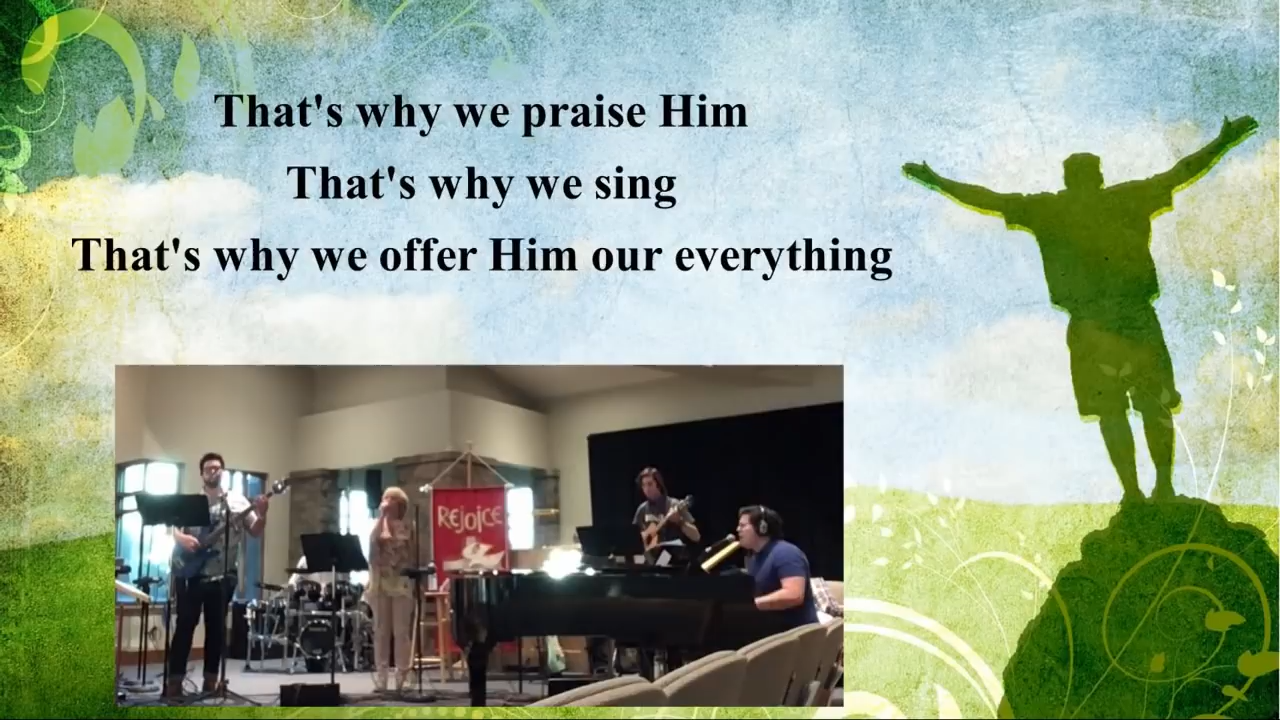 That's why we praise Him
That's why we sing
That's why we offer Him our everything
REJOICE